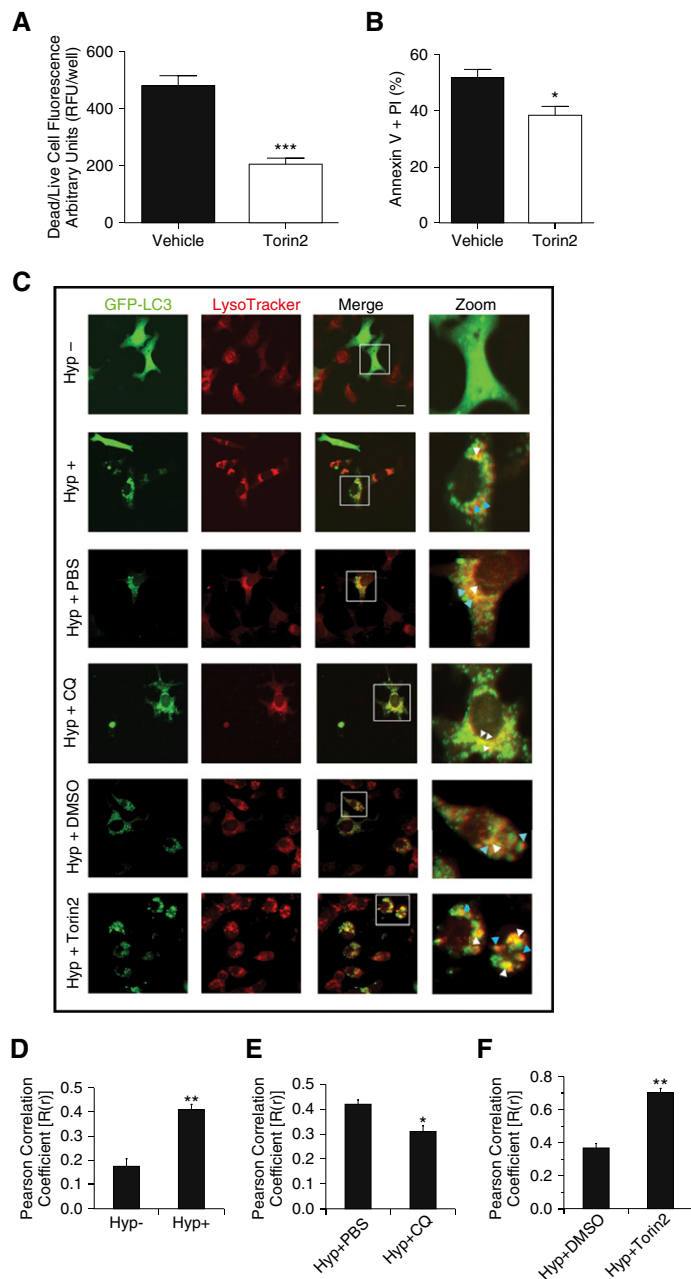 A
Dead/Live Cell Fluorescence
Arbitrary Units (RFU/well)
600
400
200
0
***
Vehicle
Torin2
B
Annexin V + PI (%)
60
40
20
0
*
Vehicle
Torin2
C
GFP-LC3
LysoTracker
Merge
Zoom
Hyp –
Hyp +
Hyp + PBS
Hyp + CQ
Hyp + DMSO
Hyp + Torin2
D
Pearson Correlation
Coefficient [R(r)]
0.5
0.4
0.3
0.2
0.1
0.0
**
Hyp-
Hyp+
E
Pearson Correlation
Coefficient [R(r)]
0.5
0.4
0.3
0.2
0.1
0.0
*
Hyp+PBS
Hyp+CQ
F
Pearson Correlation
Coefficient [R(r)]
0.8
0.6
0.4
0.2
0.0
**
Hyp+DMSO
Hyp+Torin2